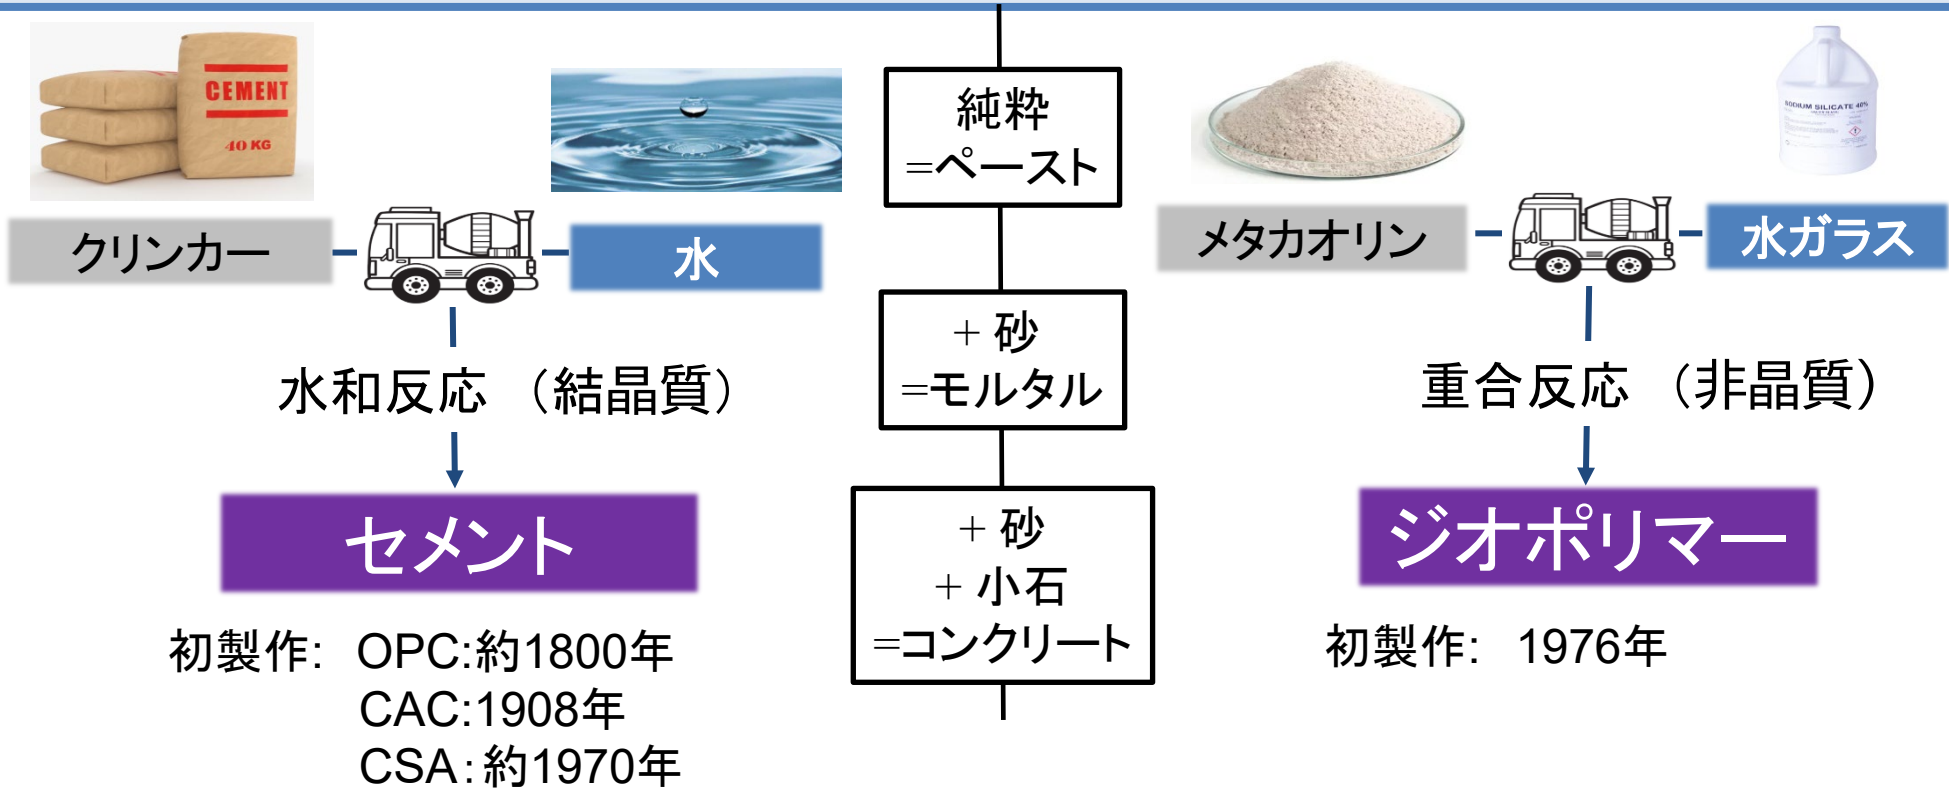 CEMENT
40 KG
クリンカー
水
水和反応 （結晶質）
セメント
初製作: OPC:約1800年
CAC:1908年
CSA：約1970年
純粋
=ペースト
+ 砂
=モルタル
+ 砂
+ 小石
=コンクリート
SODIUM SILICATE 40%
メタカオリン
水ガラス
重合反応 （非晶質）
ジオポリマー
初製作: 1976年